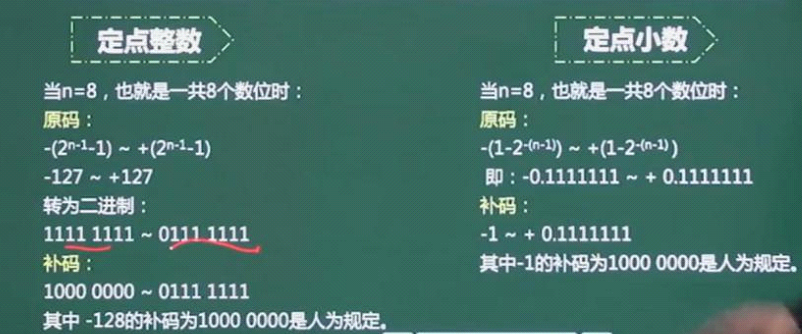 定点整数
当n=8，也就是一共8个数位时：
原码：
-(2ⁿ⁻¹-1) ~ +(2ⁿ⁻¹-1)
-127 ~ +127
转为二进制：
1111 1111 ~ 0111 1111
补码：
1000 0000 ~ 0111 1111
其中 -128的补码为1000 0000是人为规定。
定点小数
当n=8，也就是一共8个数位时：
原码：
-(1-2⁻⁽ⁿ⁻¹⁾) ~ +(1-2⁻⁽ⁿ⁻¹⁾)
即：-0.1111111 ~ + 0.1111111
补码：
-1 ~ + 0.1111111
其中-1的补码为1000 0000是人为规定。